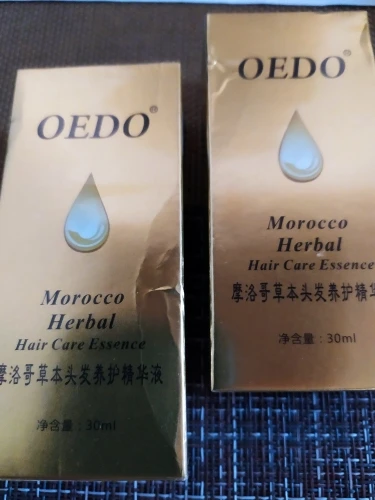 OEDO®
Morocco
Herbal
Hair Care Essence
摩洛哥草本头发养护精华液
净含量：30ml
OEDO®
Morocco
Herbal
Hair Care Essence
摩洛哥草本头发养护精华
净含量：30ml